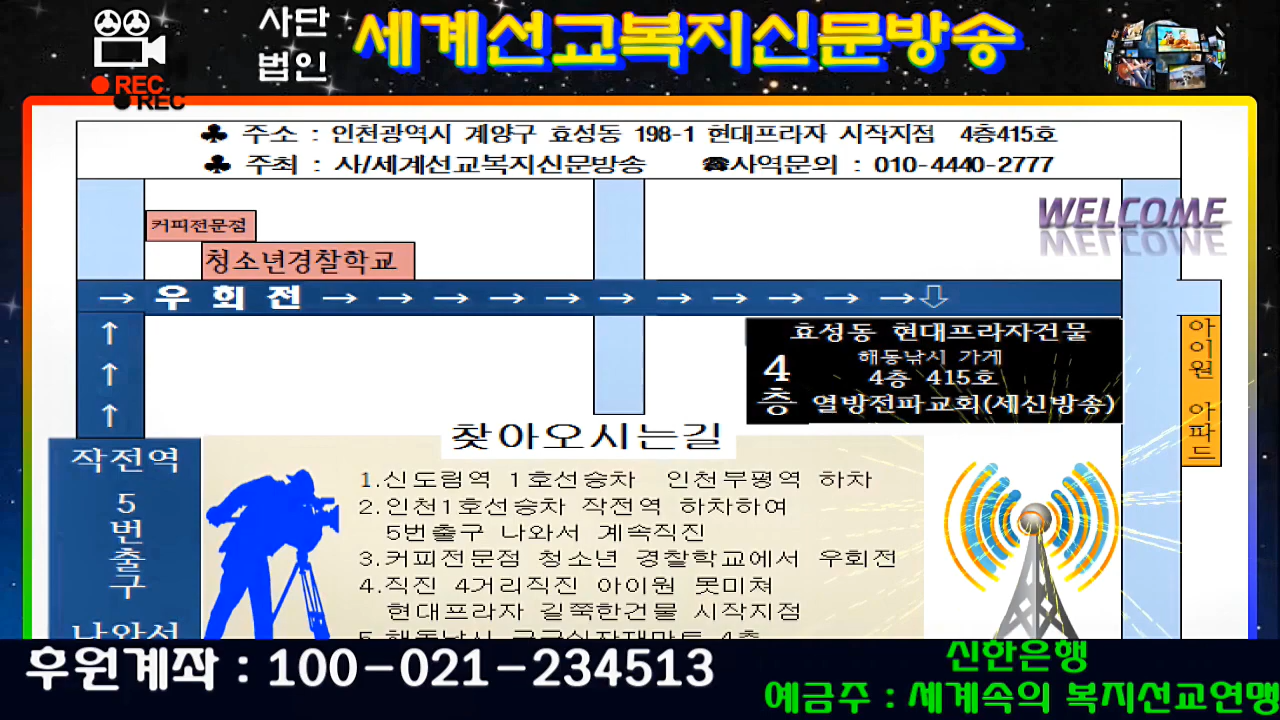 사단
법인
세계선교복지신문방송
REC
REC
♣ 주소 : 인천광역시 계양구 효성동 198-1 현대프라자 시작지점 4층415호
♣ 주최 : 사/세계선교복지신문방송 ☎사역문의 : 010-4440-2777
WELCOME
커피전문점
청소년경찰학교
→ 우 회 전 → → → → → → → → → → → ⇩
↑
↑
↑
효성동 현대프라자건물
해동낚시 가게
4층 415호
4층 열방전파교회(세신방송)
아이원 아파드
찾아오시는길
작전역
5번출구
나와서
1.신도림역 1호선승차 인천부평역 하차
2.인천1호선승차 작전역 하차하여
5번출구 나와서 계속직진
3.커피전문점 청소년 경찰학교에서 우회전
4.직진 4거리직진 아이원 못미쳐
현대프라자 길쭉한건물 시작지점
5.해동낚시 4층
후원계좌 : 100-021-234513
신한은행
예금주 : 세계속의 복지선교연맹